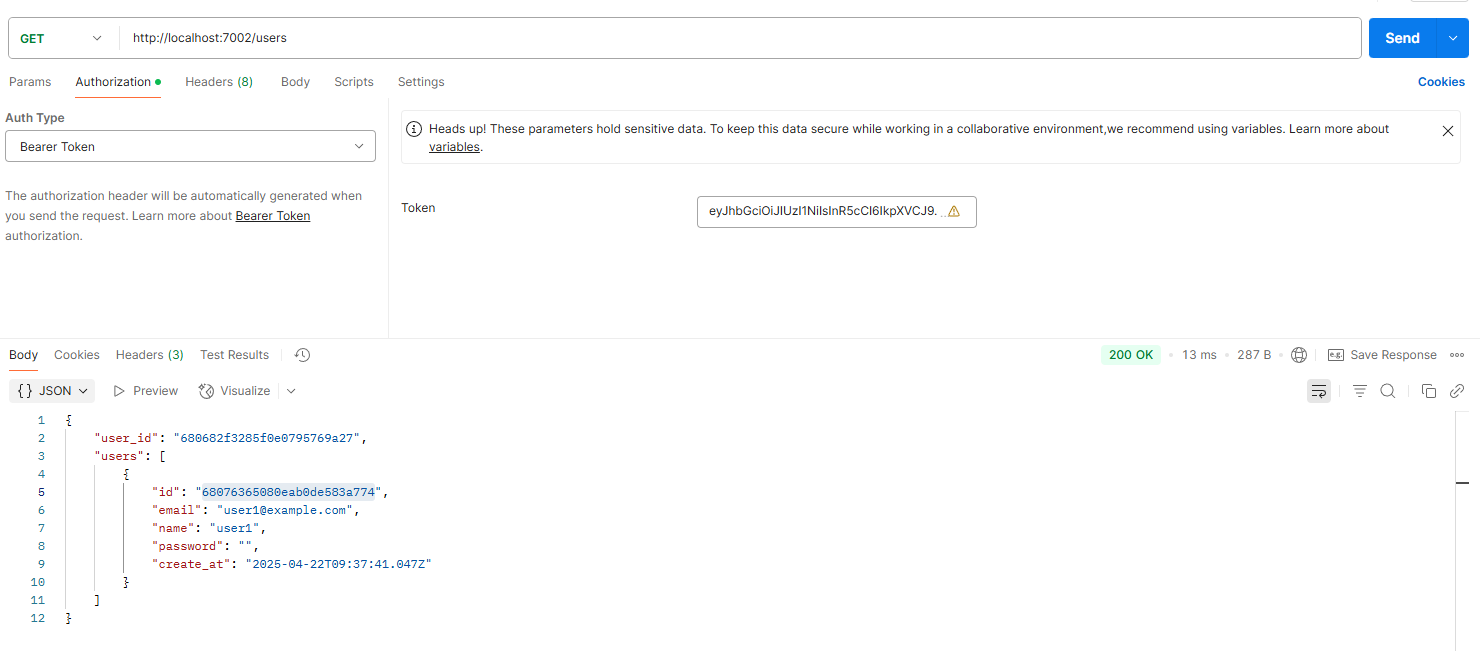 GET http://localhost:7002/users Send
Params Authorization Headers (8) Body Scripts Settings Cookies
Auth Type
Bearer Token
The authorization header will be automatically generated when
you send the request. Learn more about Bearer Token
authorization.
Heads up! These parameters hold sensitive data. To keep this data secure while working in a collaborative environment,we recommend using variables. Learn more about
variables.
Token eyJhbGciOiJIUzI1NiIsInR5cCI6IkpXVCJ9. ...
Body Cookies Headers (3) Test Results 200 OK • 13 ms • 287 B • e.g. Save Response
{} JSON Preview Visualize
1 {
2 "user_id": "680682f3285f0e0795769a27",
3 "users": [
4 {
5 "id": "68076365080eab0de583a774",
6 "email": "user1@example.com",
7 "name": "user1",
8 "password": "",
9 "create_at": "2025-04-22T09:37:41.047Z"
10 }
11 ]
12 }